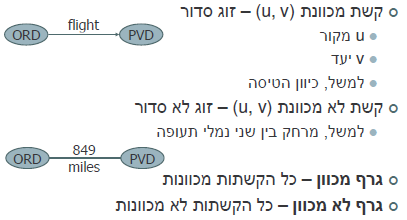 קשת מכוונת (u, v) – זוג סדור
u מקור
v יעד
למשל, כיוון הטיסה
קשת לא מכוונת (u, v) – זוג לא סדור
למשל, מרחק בין שני נמלי תעופה
גרף מכוון – כל הקשתות מכוונות
גרף לא מכוון – כל הקשתות לא מכוונות
flight
ORD PVD
849
ORD PVD
miles